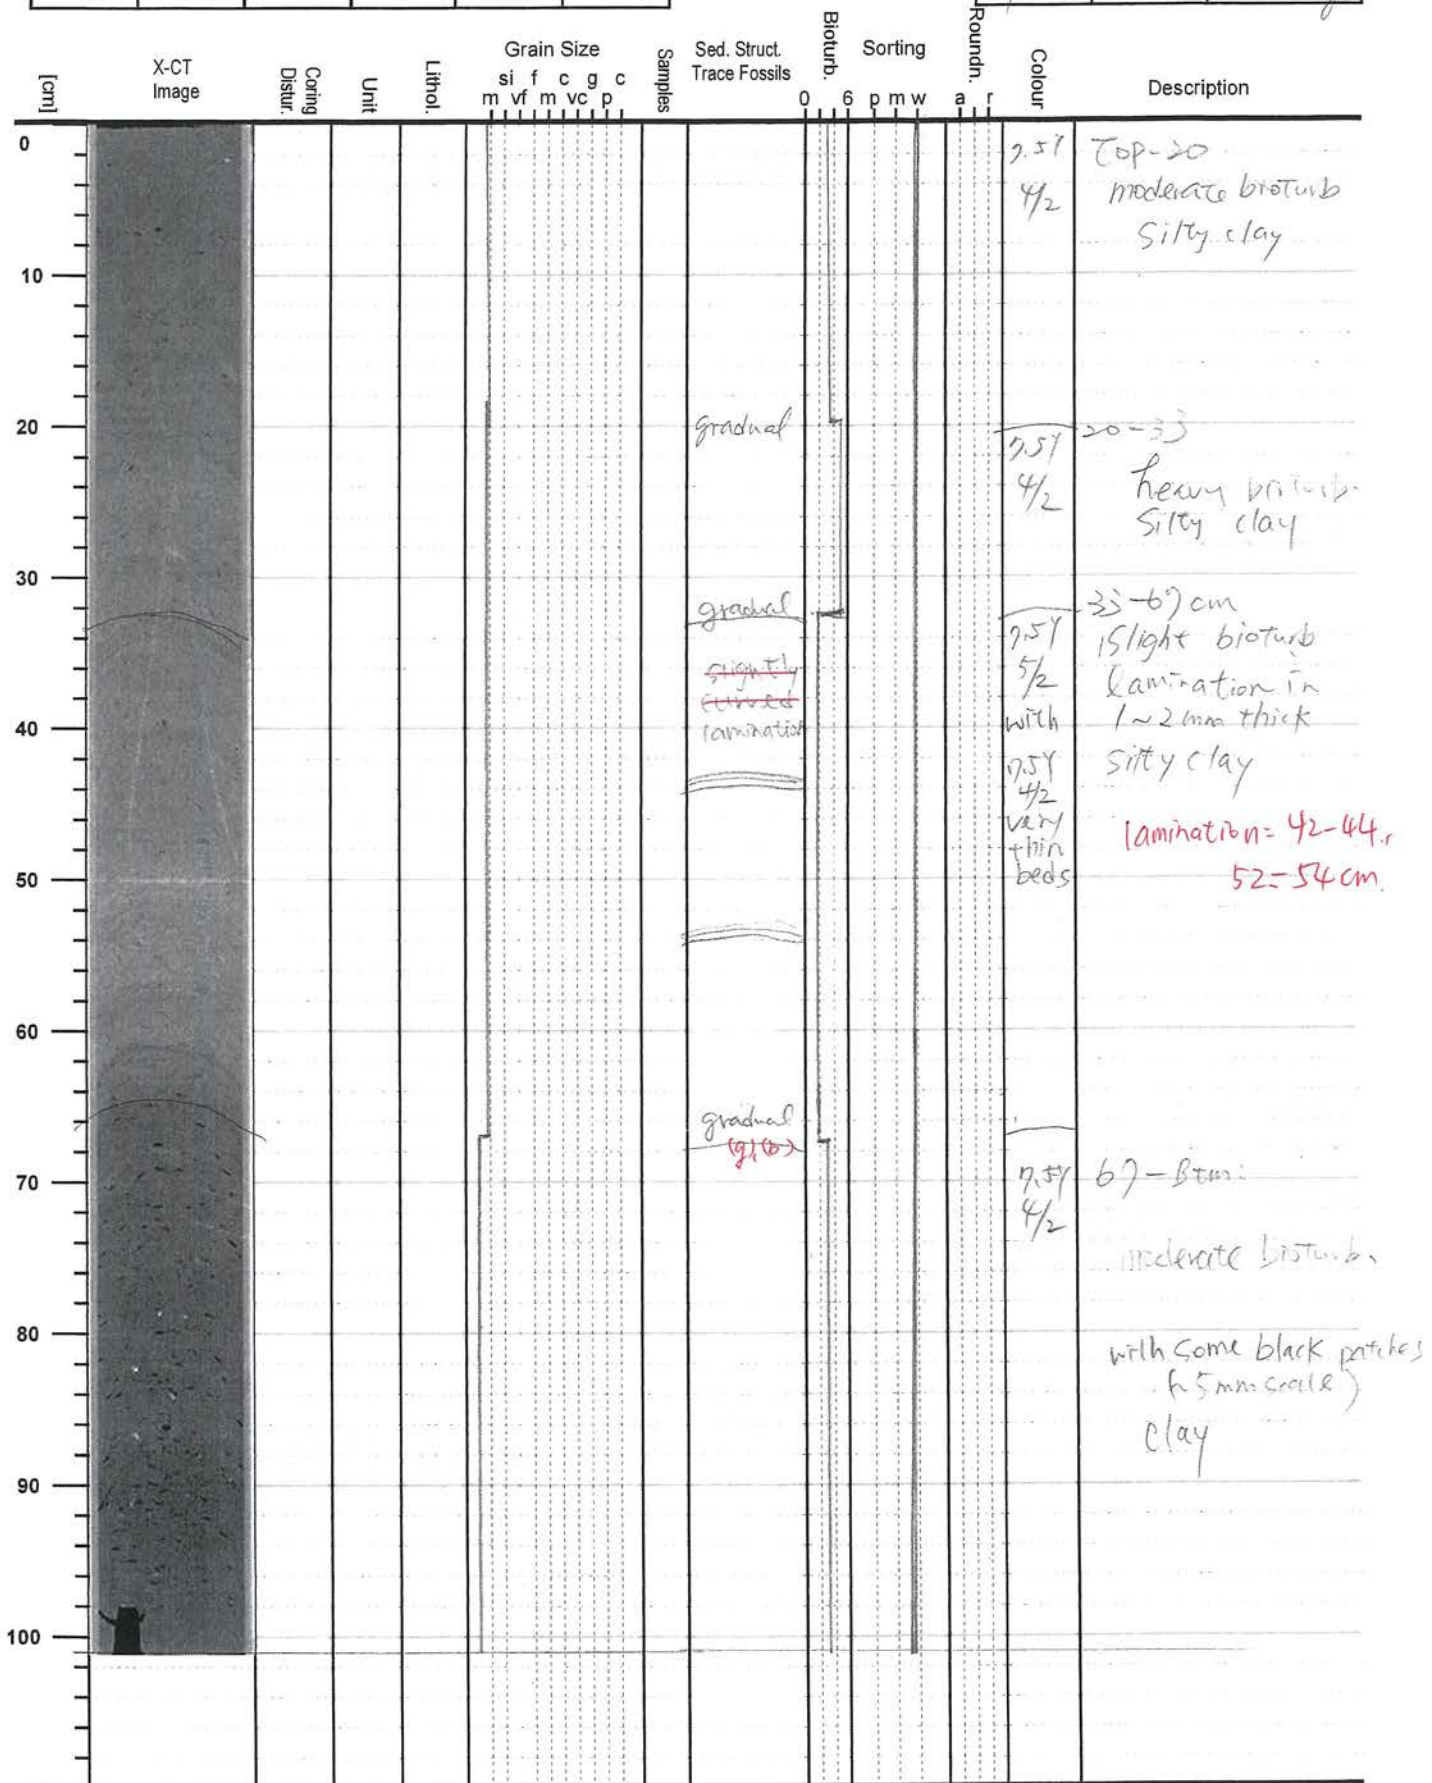 [cm]
X-CT
Image
Coring
Distur.
Unit
Lithol.
Grain Size
si f c g c
m vf m vc p
Samples
Sed. Struct.
Trace Fossils
Bioturb.
0 6
Sorting
p m w
Roundn.
a r
Colour
Description
0
7.5Y
4/2
Top-20
moderate bioturb
silty clay
10
20
gradual
7.5Y
4/2
20-33
heavy bioturb.
silty clay
30
gradual
33-67 cm
7.5Y
5/2
with
7.5Y
4/2
very
thin
beds
slight bioturb
lamination in
1~2 mm thick
silty clay
slightly
curved
lamination
40
lamination = 42-44,
52-54 cm.
50
60
gradual
(g),(b)
70
7.5Y
4/2
67-Btm:
moderate bioturb.
80
with some black patches
(~5mm scale)
clay
90
100